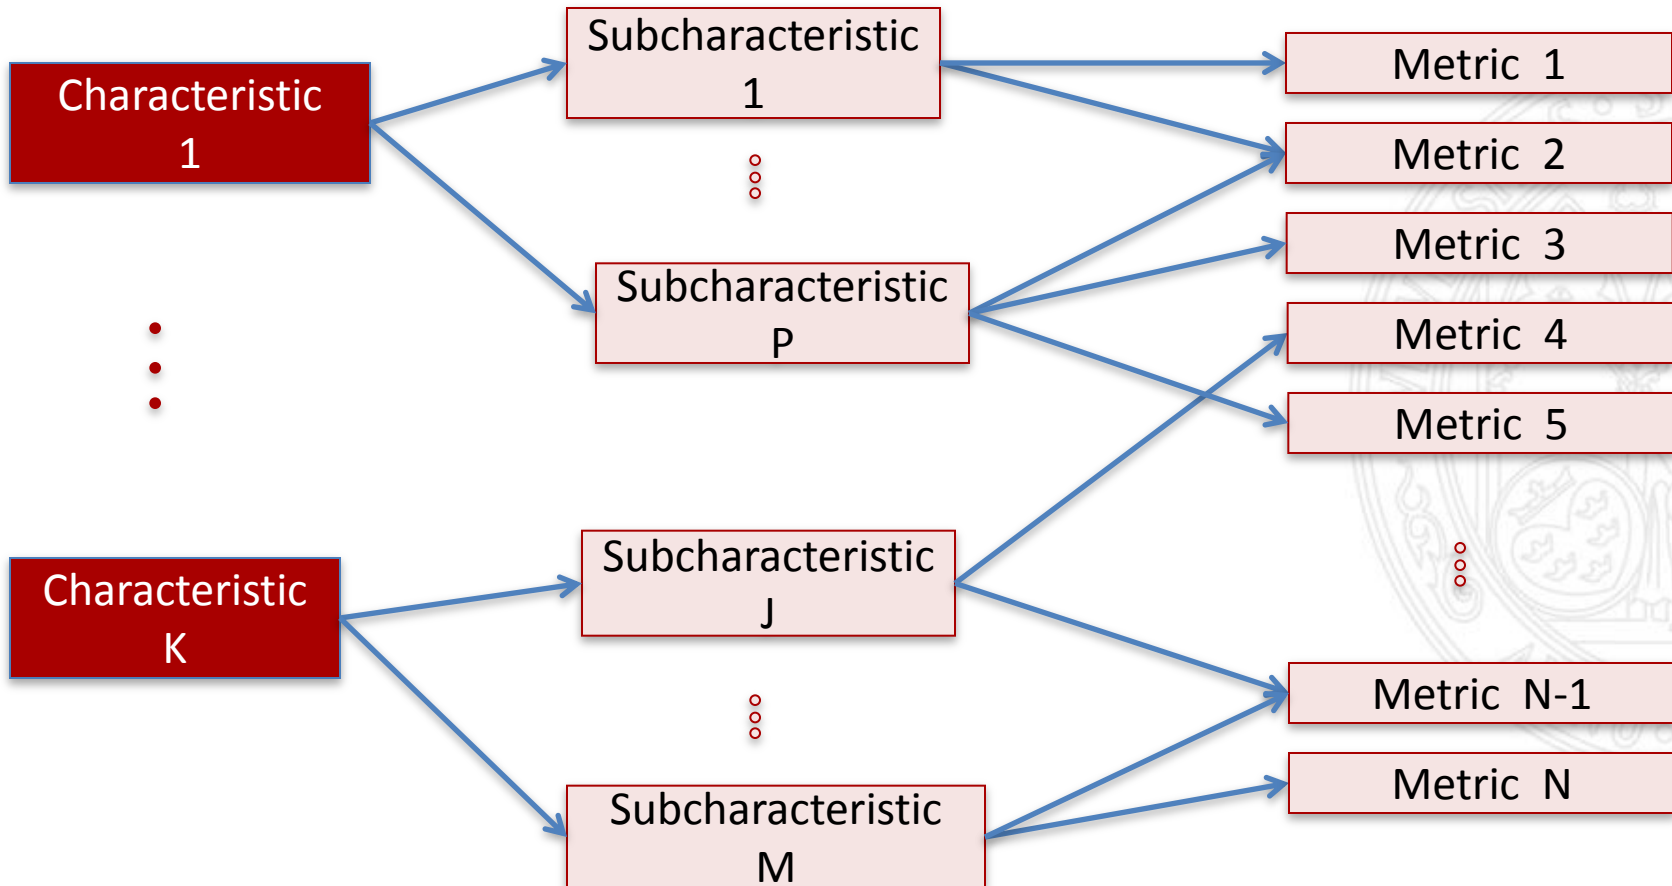 Characteristic
1
Subcharacteristic
1
Subcharacteristic
P
Metric 1
Metric 2
Metric 3
Metric 4
Metric 5
Characteristic
K
Subcharacteristic
J
Subcharacteristic
M
Metric N-1
Metric N